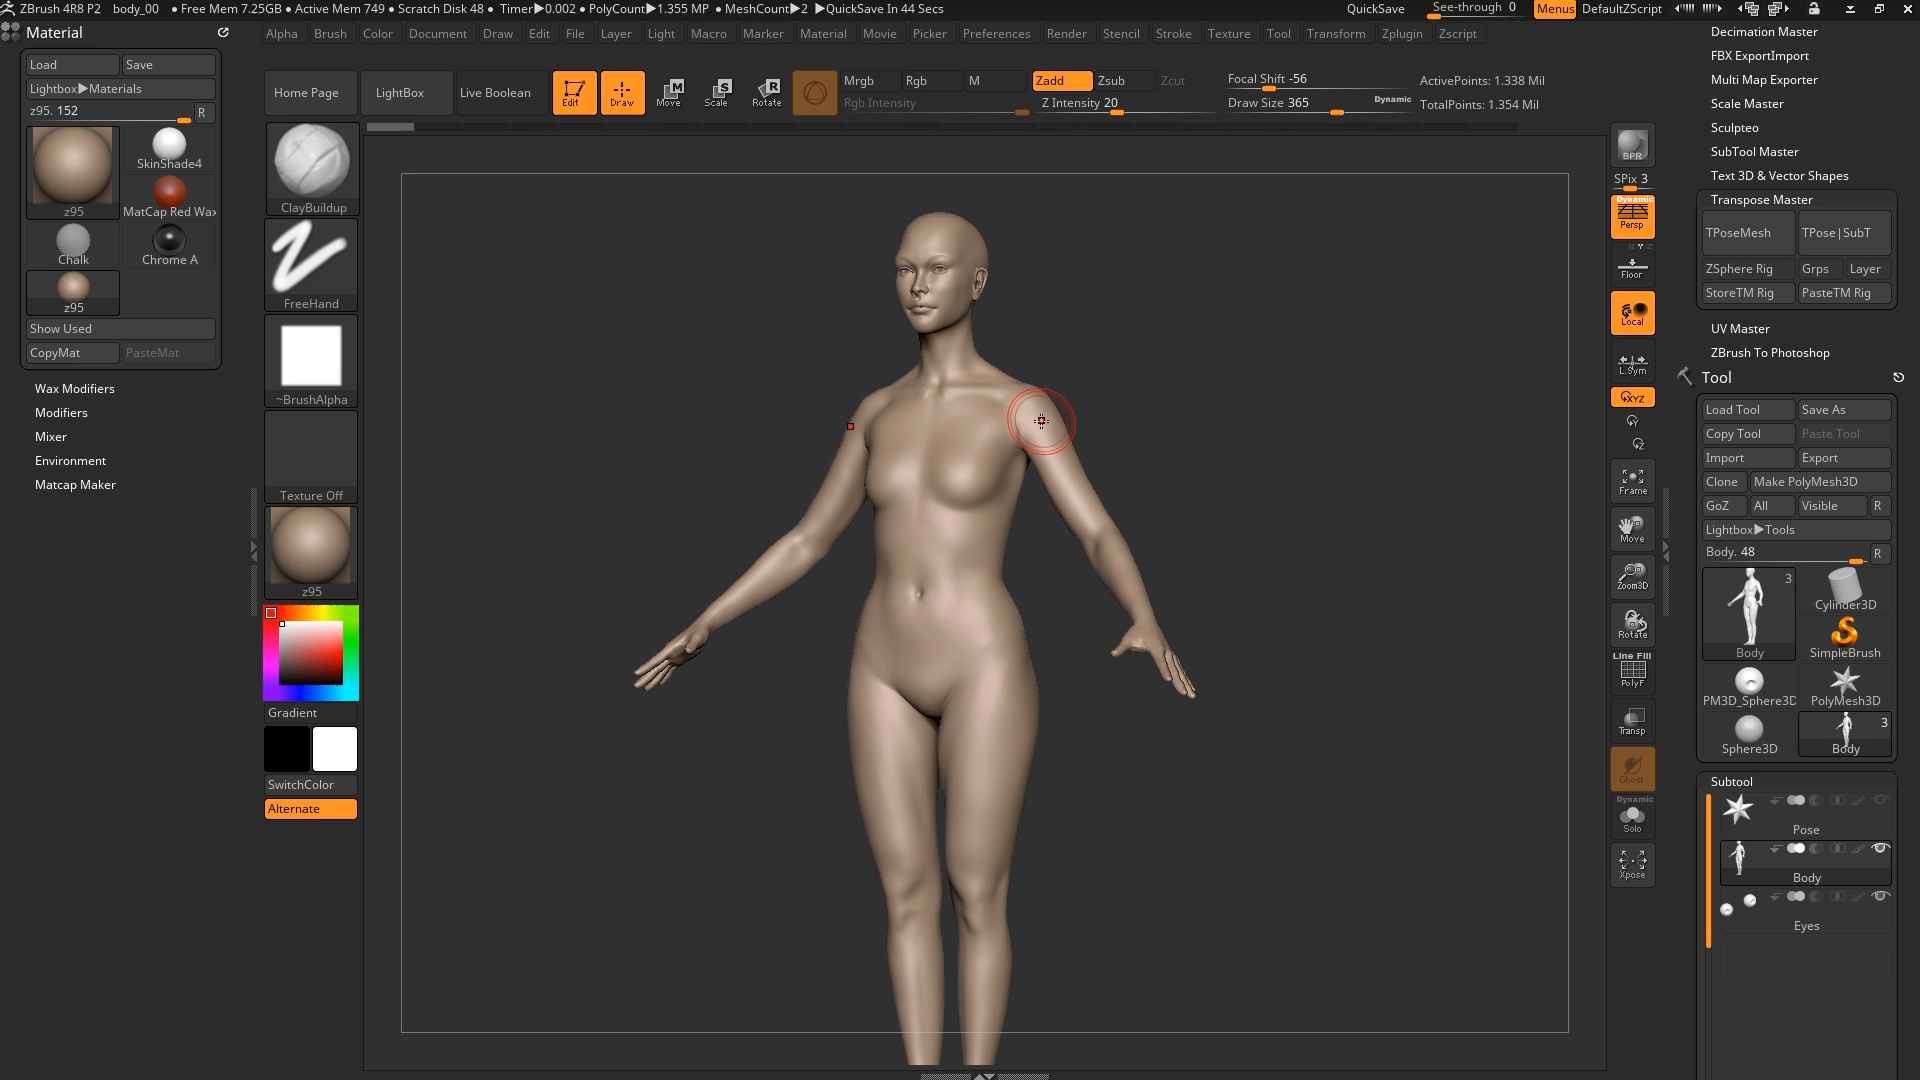 ZBrush 4R8 P2 body_00 • Free Mem 7.25GB • Active Mem 749 • Scratch Disk 48 • Timer▶0.002 • PolyCount▶1.355 MP • MeshCount▶2 ▶QuickSave In 44 Secs QuickSave See-through 0 Menus DefaultZScript
Material
Alpha Brush Color Document Draw Edit File Layer Light Macro Marker Material Movie Picker Preferences Render Stencil Stroke Texture Tool Transform Zplugin Zscript
Load Save
Lightbox▶Materials
z95. 152 R
SkinShade4
z95 MatCap Red Wax
Chalk Chrome A
z95
Show Used
CopyMat PasteMat
Wax Modifiers
Modifiers
Mixer
Environment
Matcap Maker
Home Page LightBox Live Boolean Edit Draw Move Scale Rotate
M S R
Mrgb Rgb M Zadd Zsub Zcut Focal Shift -56 ActivePoints: 1.338 Mil
Rgb Intensity Z Intensity 20 Draw Size 365 Dynamic TotalPoints: 1.354 Mil
ClayBuildup
FreeHand
~BrushAlpha
Texture Off
z95
Gradient
SwitchColor
Alternate
BPR
SPix 3
Dynamic
Persp
Floor
Local
L.Sym
XYZ
Y
Z
Frame
Move
Zoom3D
Rotate
Line Fill
PolyF
Transp
Ghost
Dynamic
Solo
Xpose
Decimation Master
FBX ExportImport
Multi Map Exporter
Scale Master
Sculpteo
SubTool Master
Text 3D & Vector Shapes
Transpose Master
TPoseMesh TPose|SubT
ZSphere Rig Grps Layer
StoreTM Rig PasteTM Rig
UV Master
ZBrush To Photoshop
Tool
Load Tool Save As
Copy Tool Paste Tool
Import Export
Clone Make PolyMesh3D
GoZ All Visible R
Lightbox▶Tools
Body. 48 R
3
Cylinder3D
Body SimpleBrush
PM3D_Sphere3D PolyMesh3D
3
Sphere3D Body
Subtool
Pose
Body
Eyes